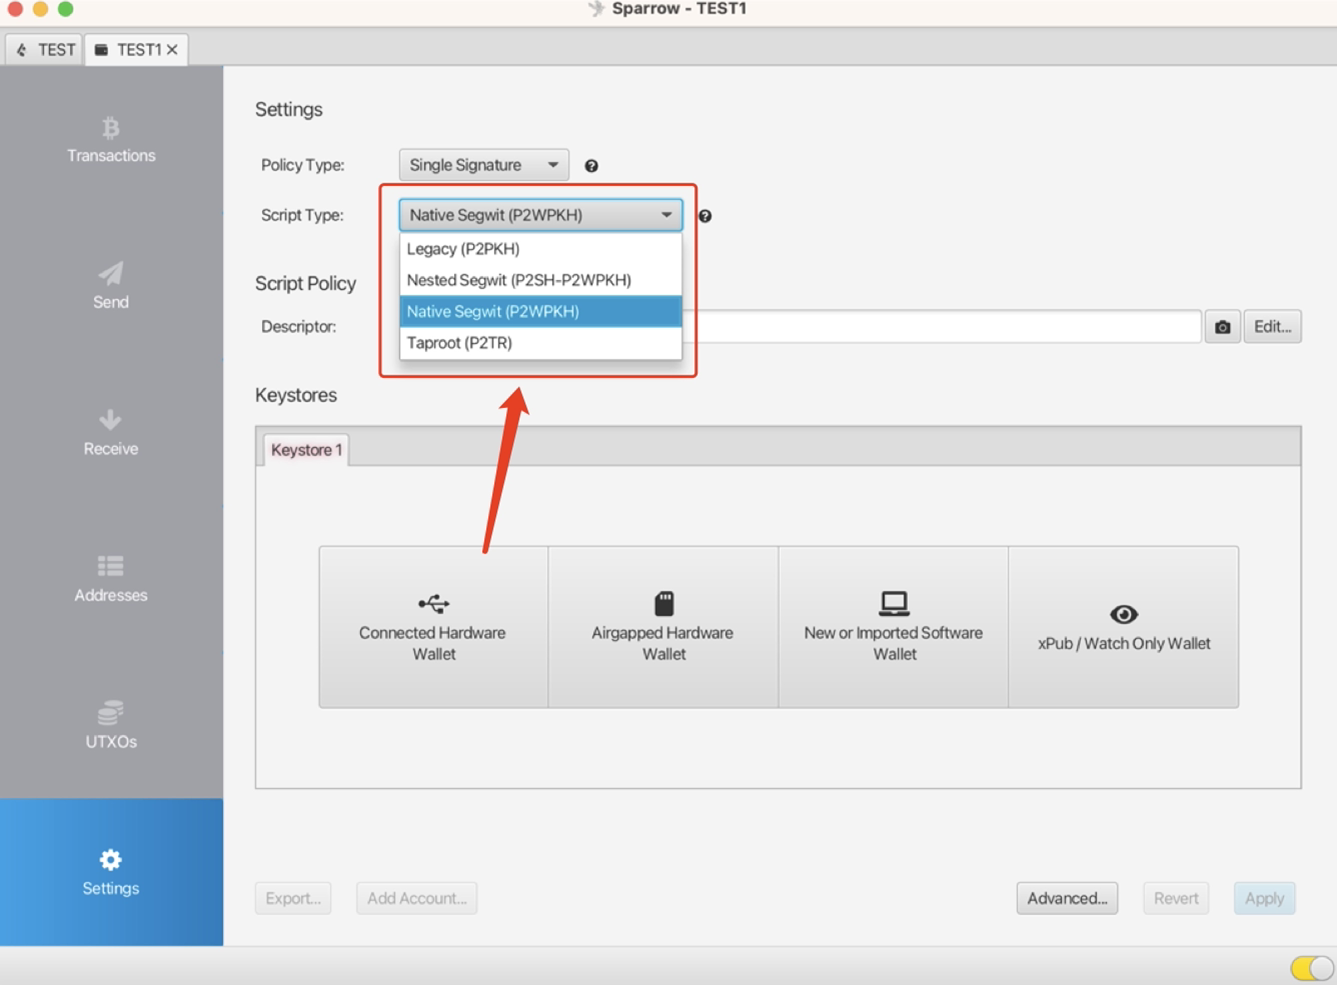 Sparrow - TEST1
TEST
TEST1
Transactions
Send
Receive
Addresses
UTXOs
Settings
Settings
Policy Type:
Single Signature
Script Type:
Native Segwit (P2WPKH)
Legacy (P2PKH)
Nested Segwit (P2SH-P2WPKH)
Native Segwit (P2WPKH)
Taproot (P2TR)
Script Policy
Descriptor:
Edit...
Keystores
Keystore 1
Connected Hardware
Wallet
Airgapped Hardware
Wallet
New or Imported Software
Wallet
xPub / Watch Only Wallet
Export...
Add Account...
Advanced...
Revert
Apply